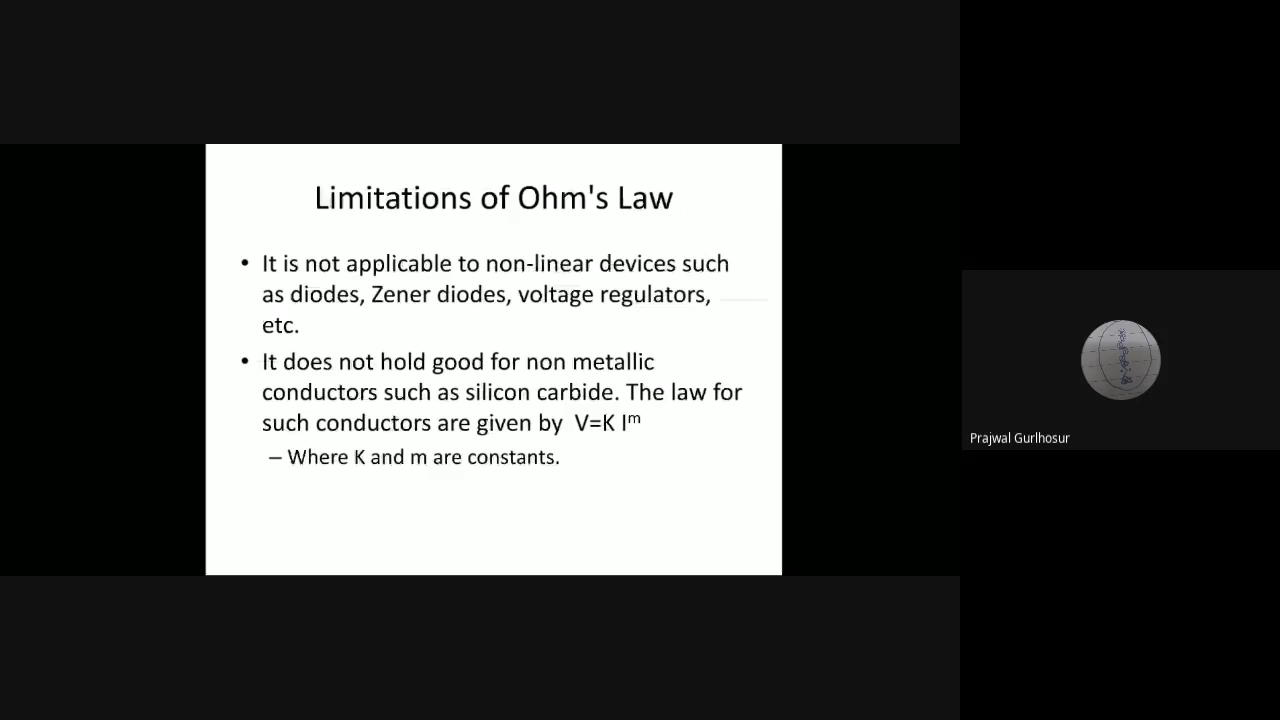 Limitations of Ohm's Law
• It is not applicable to non-linear devices such
as diodes, Zener diodes, voltage regulators,
etc.
• It does not hold good for non metallic
conductors such as silicon carbide. The law for
such conductors are given by V=K Iᵐ
– Where K and m are constants.
Prajwal Gurlhosur